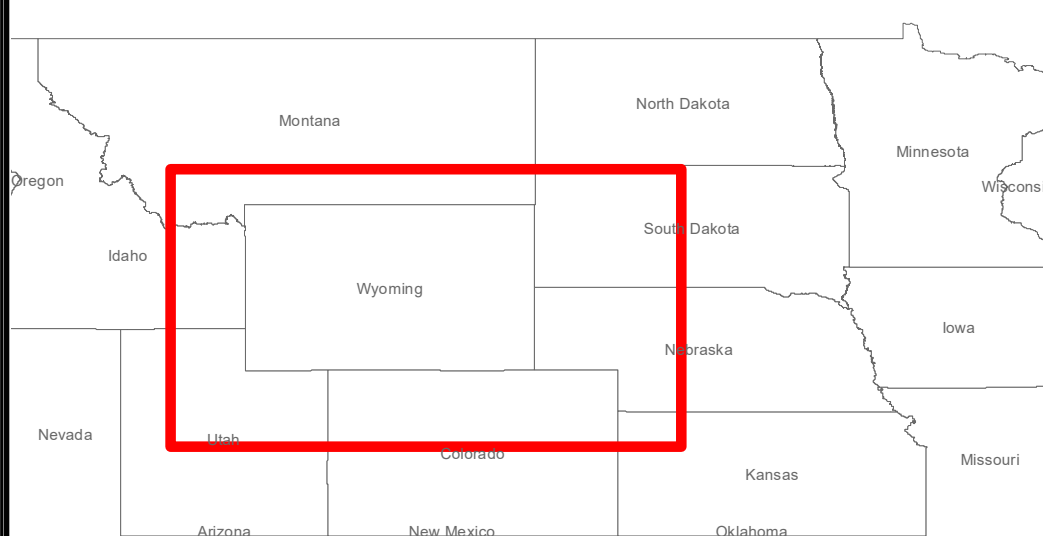 North Dakota
Montana
Minnesota
Oregon
Wisconsi
South Dakota
Idaho
Wyoming
Iowa
Nebraska
Nevada
Utah
Colorado
Missouri
Kansas
Arizona
New Mexico
Oklahoma